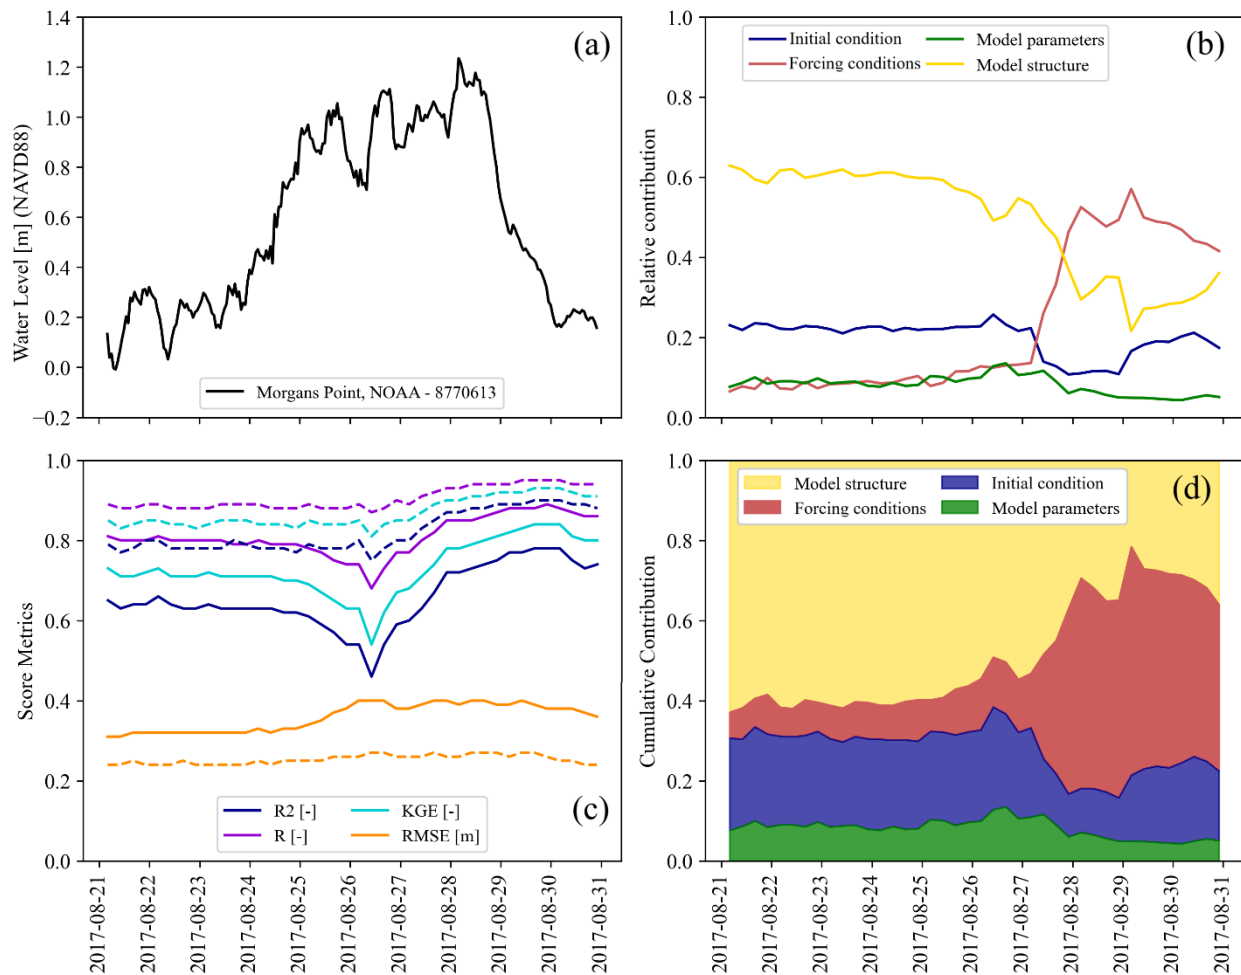 (a)
1.4
1.2
1.0
0.8
0.6
0.4
0.2
0.0
−0.2
Water Level [m] (NAVD88)
Morgans Point, NOAA - 8770613
(b)
Initial condition
Forcing conditions
Model parameters
Model structure
1.0
0.8
0.6
0.4
0.2
0.0
Relative contribution
(c)
1.0
0.8
0.6
0.4
0.2
0.0
Score Metrics
R2 [-]
R [-]
KGE [-]
RMSE [m]
2017-08-21
2017-08-22
2017-08-23
2017-08-24
2017-08-25
2017-08-26
2017-08-27
2017-08-28
2017-08-29
2017-08-30
2017-08-31
(d)
Model structure
Forcing conditions
Initial condition
Model parameters
1.0
0.8
0.6
0.4
0.2
0.0
Cumulative Contribution
2017-08-21
2017-08-22
2017-08-23
2017-08-24
2017-08-25
2017-08-26
2017-08-27
2017-08-28
2017-08-29
2017-08-30
2017-08-31